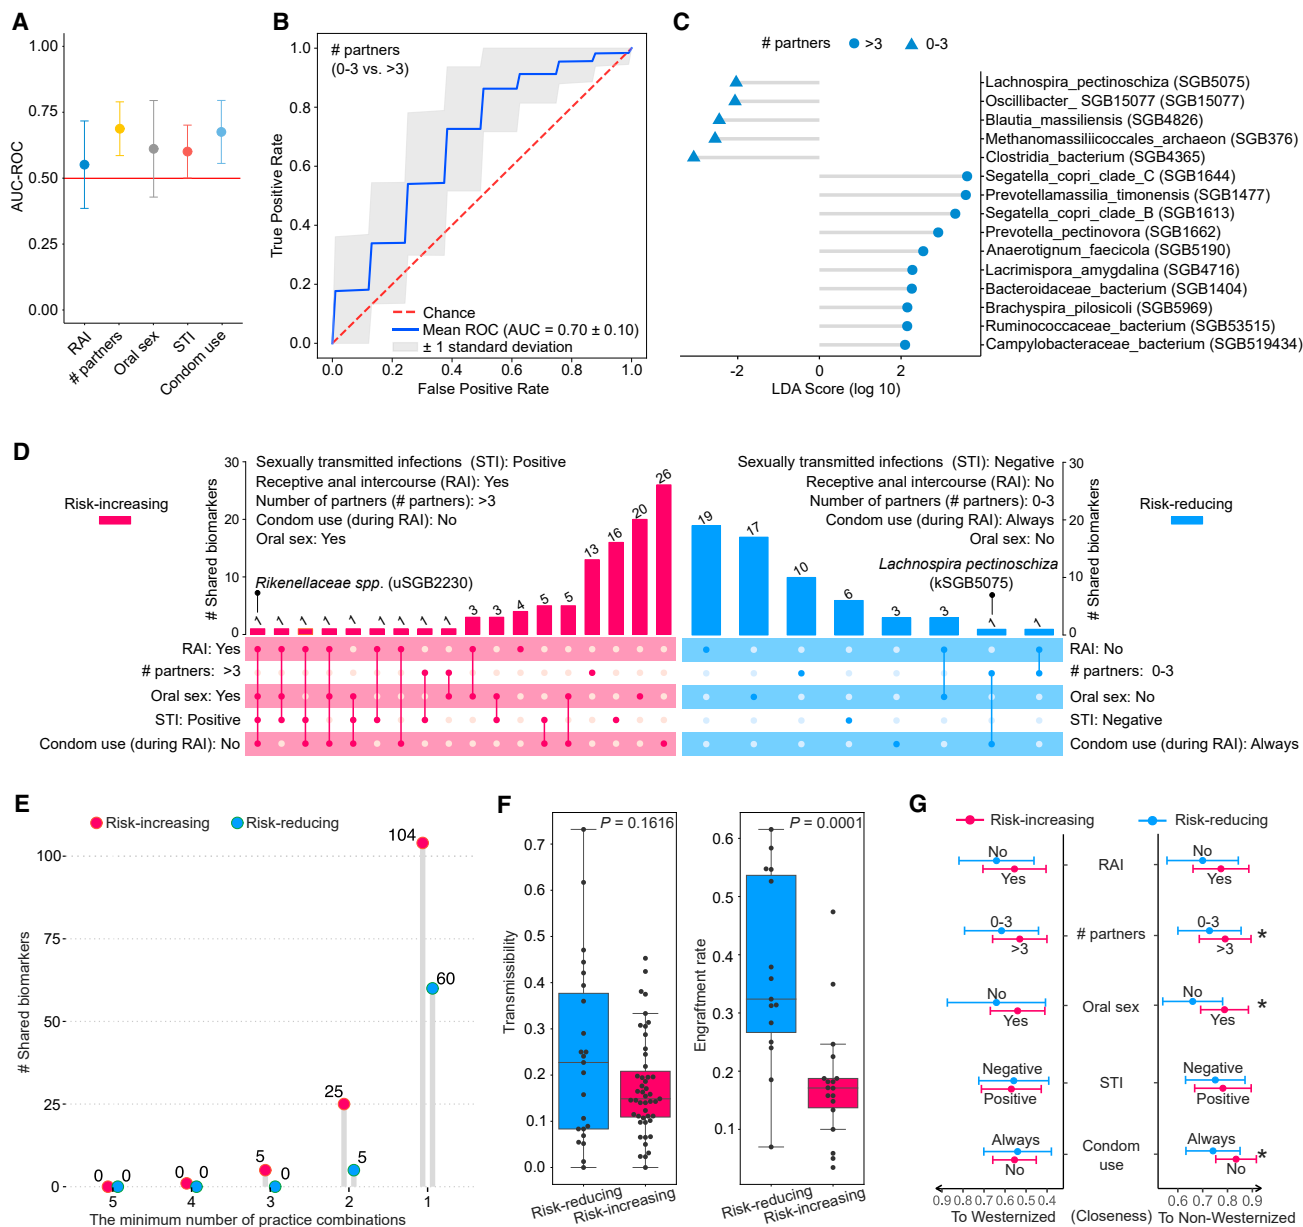 A
1.00
0.75
0.50
0.25
0.00
AUC-ROC
RAI
# partners
Oral sex
STI
Condom use
B
# partners
(0-3 vs. >3)
1.0
0.8
0.6
0.4
0.2
0.0
True Positive Rate
Chance
Mean ROC (AUC = 0.70 ± 0.10)
± 1 standard deviation
0.0 0.2 0.4 0.6 0.8 1.0
False Positive Rate
C
# partners >3 0-3
Lachnospira_pectinoschiza (SGB5075)
Oscillibacter_ SGB15077 (SGB15077)
Blautia_massiliensis (SGB4826)
Methanomassiliicoccales_archaeon (SGB376)
Clostridia_bacterium (SGB4365)
Segatella_copri_clade_C (SGB1644)
Prevotellamassilia_timonensis (SGB1477)
Segatella_copri_clade_B (SGB1613)
Prevotella_pectinovora (SGB1662)
Anaerotignum_faecicola (SGB5190)
Lacrimispora_amygdalina (SGB4716)
Bacteroidaceae_bacterium (SGB1404)
Brachyspira_pilosicoli (SGB5969)
Ruminococcaceae_bacterium (SGB53515)
Campylobacteraceae_bacterium (SGB519434)
-2 0 2
LDA Score (log 10)
D
Risk-increasing
30
20
10
0
# Shared biomarkers
Sexually transmitted infections (STI): Positive
Receptive anal intercourse (RAI): Yes
Number of partners (# partners): >3
Condom use (during RAI): No
Oral sex: Yes
Rikenellaceae spp. (uSGB2230)
1 1 1 1 1 1 1 1 1 3 3 4 5 5 13 16 20 26
RAI: Yes
# partners: >3
Oral sex: Yes
STI: Positive
Condom use (during RAI): No
Sexually transmitted infections (STI): Negative
Receptive anal intercourse (RAI): No
Number of partners (# partners): 0-3
Condom use (during RAI): Always
Oral sex: No
Lachnospira pectinoschiza
(kSGB5075)
19 17 10 6 3 3 1 1
30
20
10
0
# Shared biomarkers
Risk-reducing
RAI: No
# partners: 0-3
Oral sex: No
STI: Negative
Condom use (during RAI): Always
E
Risk-increasing Risk-reducing
100
75
50
25
0
# Shared biomarkers
0 0 0 0 5 0 25 5 104 60
5 4 3 2 1
The minimum number of practice combinations
F
P = 0.1616
0.7
0.6
0.5
0.4
0.3
0.2
0.1
0.0
Transmissibility
Risk-reducing
Risk-increasing
P = 0.0001
0.6
0.5
0.4
0.3
0.2
0.1
Engraftment rate
Risk-reducing
Risk-increasing
G
Risk-increasing Risk-reducing
No
Yes
RAI
No
Yes
0-3
>3
# partners
0-3
>3
*
No
Yes
Oral sex
No
Yes
*
Negative
Positive
STI
Negative
Positive
Always
No
Condom
use
Always
No
*
0.9 0.8 0.7 0.6 0.5 0.4
0.6 0.7 0.8 0.9
To Westernized (Closeness) To Non-Westernized